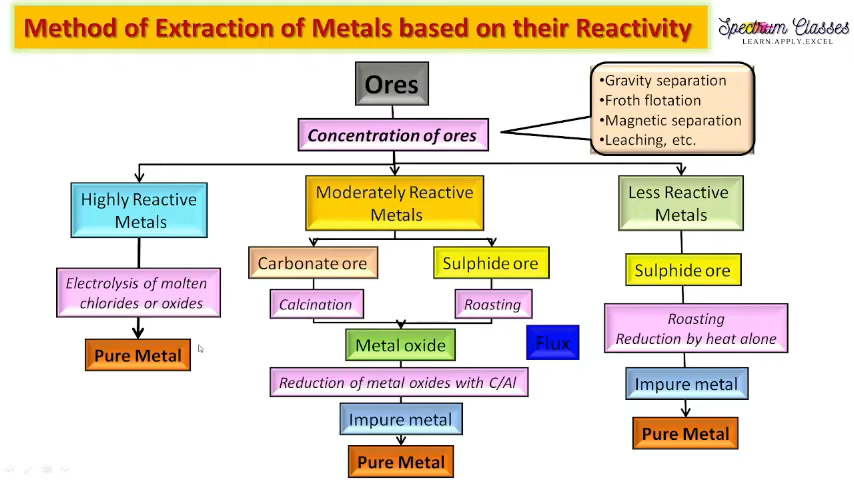 Method of Extraction of Metals based on their Reactivity
Spectrum Classes
LEARN.APPLY.EXCEL
Ores
Concentration of ores
•Gravity separation
•Froth flotation
•Magnetic separation
•Leaching, etc.
Highly Reactive
Metals
Electrolysis of molten
chlorides or oxides
Pure Metal
Moderately Reactive
Metals
Carbonate ore
Sulphide ore
Calcination
Roasting
Metal oxide
Flux
Reduction of metal oxides with C/Al
Impure metal
Pure Metal
Less Reactive
Metals
Sulphide ore
Roasting
Reduction by heat alone
Impure metal
Pure Metal